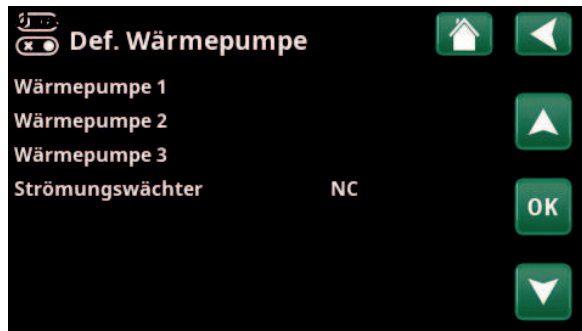 Def. Wärmepumpe
Wärmepumpe 1
Wärmepumpe 2
Wärmepumpe 3
Strömungswächter NC
OK